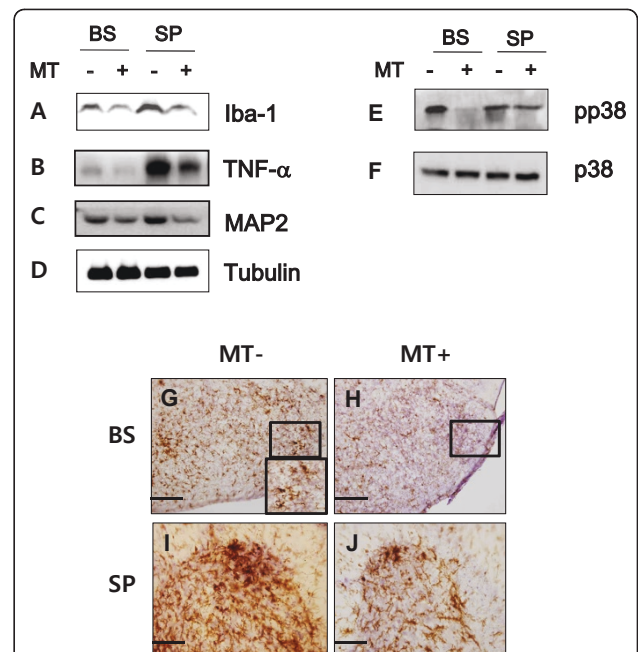 BS SP
MT - + - +
A Iba-1
B TNF-α
C MAP2
D Tubulin
BS SP
MT - + - +
E pp38
F p38
MT- MT+
BS G H
SP I J